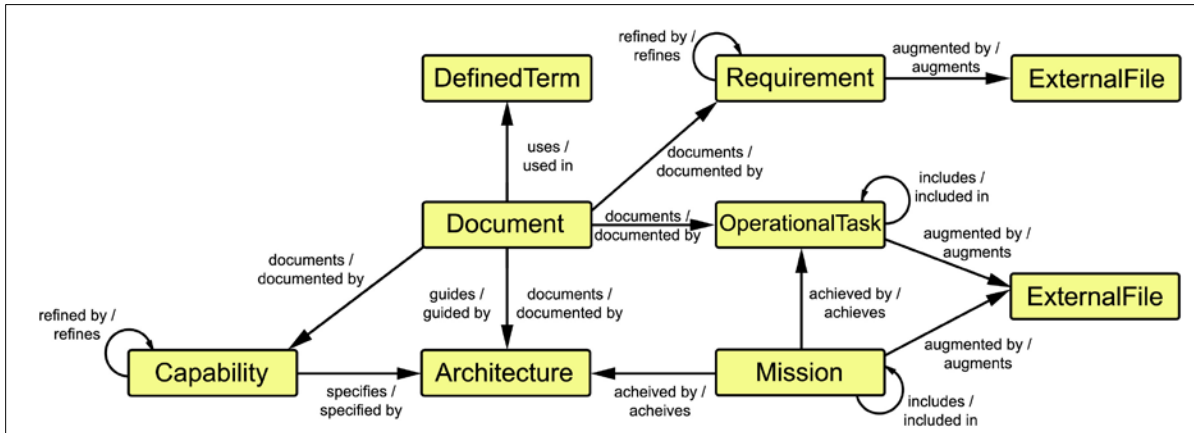 refined by /
refines
augmented by /
augments
DefinedTerm
Requirement
ExternalFile
uses /
used in
documents /
documented by
includes /
included in
Document
documents /
documented by
OperationalTask
augmented by /
augments
documents /
documented by
guides /
guided by
documents /
documented by
achieved by /
achieves
ExternalFile
refined by /
refines
augmented by /
augments
Capability
specifies /
specified by
Architecture
acheived by /
acheives
Mission
includes /
included in